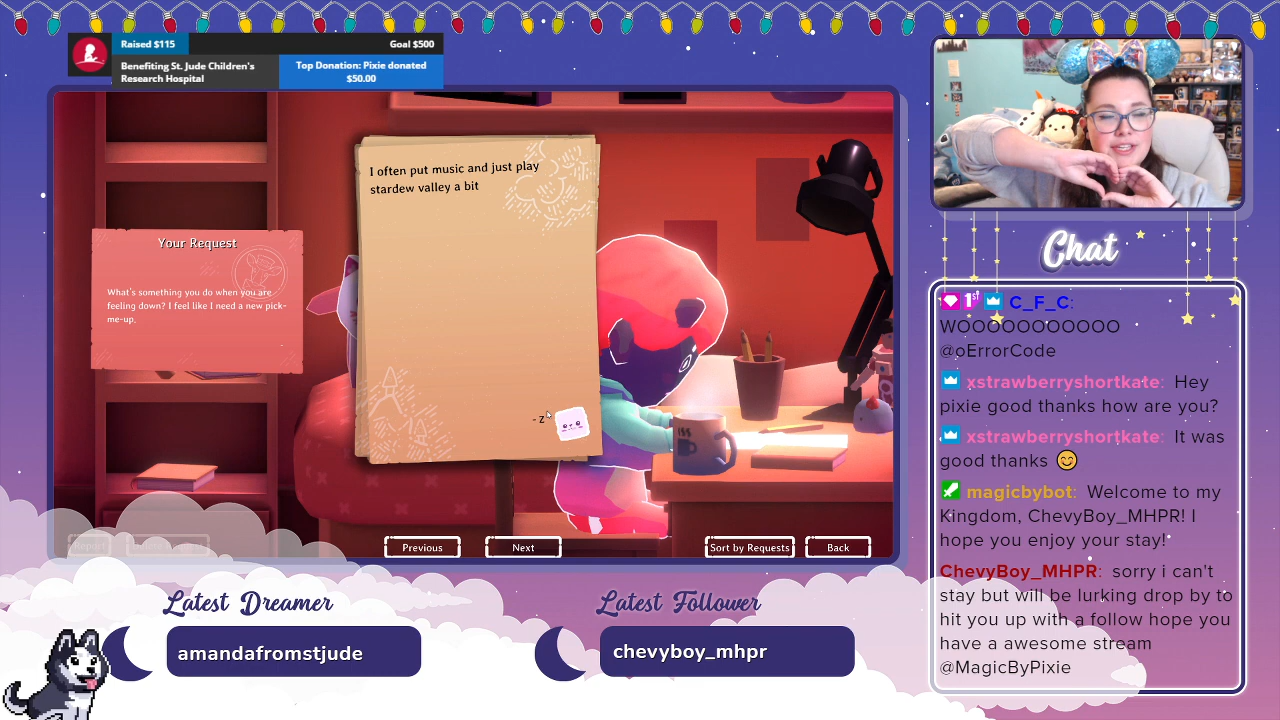 Raised $115
Goal $500
Benefiting St. Jude Children's
Research Hospital
Top Donation: Pixie donated
$50.00
Your Request
What's something you do when you are
feeling down? I feel like I need a new pick-
me-up.
I often put music and just play
stardew valley a bit
- z
Previous
Next
Sort by Requests
Back
Latest Dreamer
amandafromstjude
Latest Follower
chevyboy_mhpr
Chat
1st C_F_C:
WOOOOOOOOOOO
@oErrorCode
xstrawberryshortkate: Hey
pixie good thanks how are you?
xstrawberryshortkate: It was
good thanks 😊
magicbybot: Welcome to my
Kingdom, ChevyBoy_MHPR! I
hope you enjoy your stay!
ChevyBoy_MHPR: sorry i can't
stay but will be lurking drop by to
hit you up with a follow hope you
have a awesome stream
@MagicByPixie